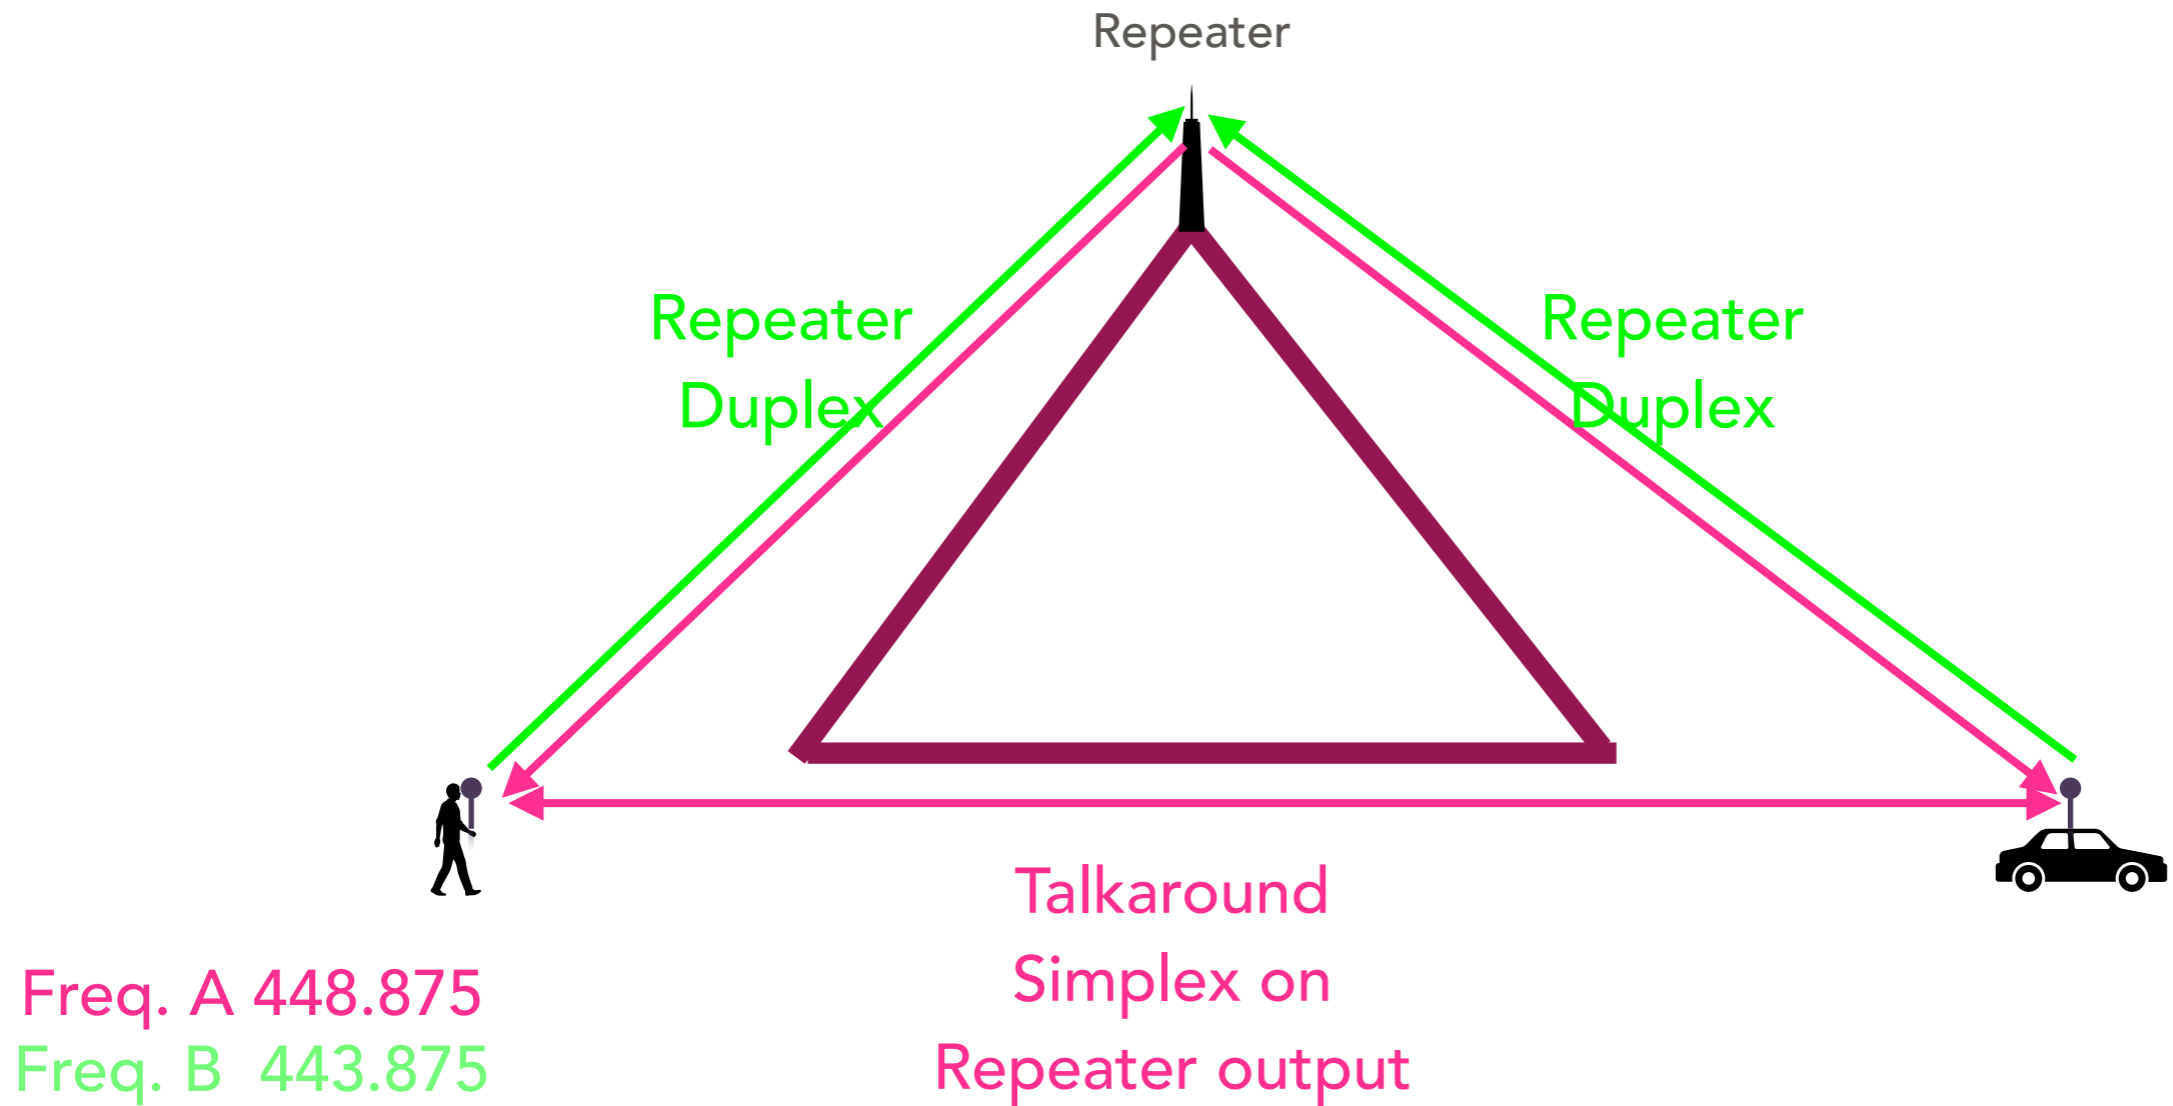 Repeater
Repeater
Duplex
Repeater
Duplex
Talkaround
Simplex on
Repeater output
Freq. A 448.875
Freq. B 443.875